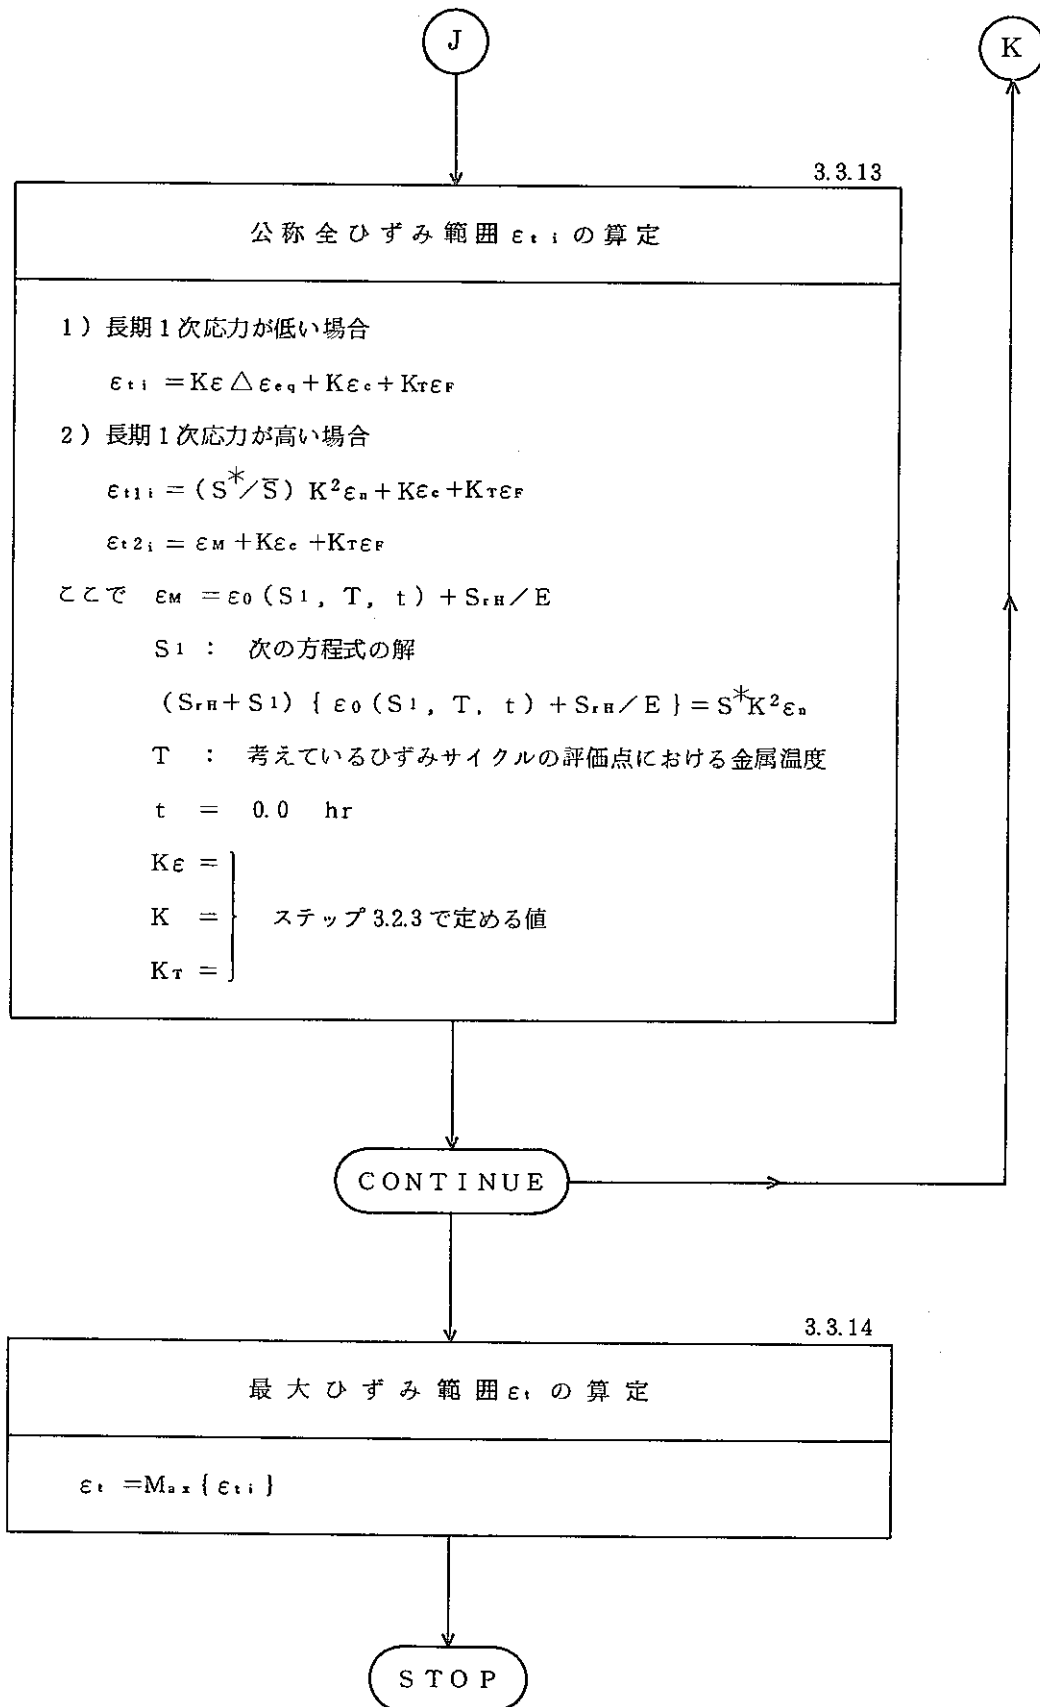 J
K
3.3.13
公称全ひずみ範囲εtiの算定
1)長期1次応力が低い場合
εti=Kε△εeq+Kεc+KTεF
2)長期1次応力が高い場合
εt1i=(S*/S̄)K²εn+Kεc+KTεF
εt2i=εM+Kεc+KTεF
ここで εM=ε0(S1, T, t)+SrH/E
S1: 次の方程式の解
(SrH+S1){ε0(S1, T, t)+SrH/E}=S*K²εn
T : 考えているひずみサイクルの評価点における金属温度
t = 0.0 hr
Kε=
K = ステップ3.2.3で定める値
KT=
CONTINUE
3.3.14
最大ひずみ範囲εtの算定
εt=Max{εti}
STOP